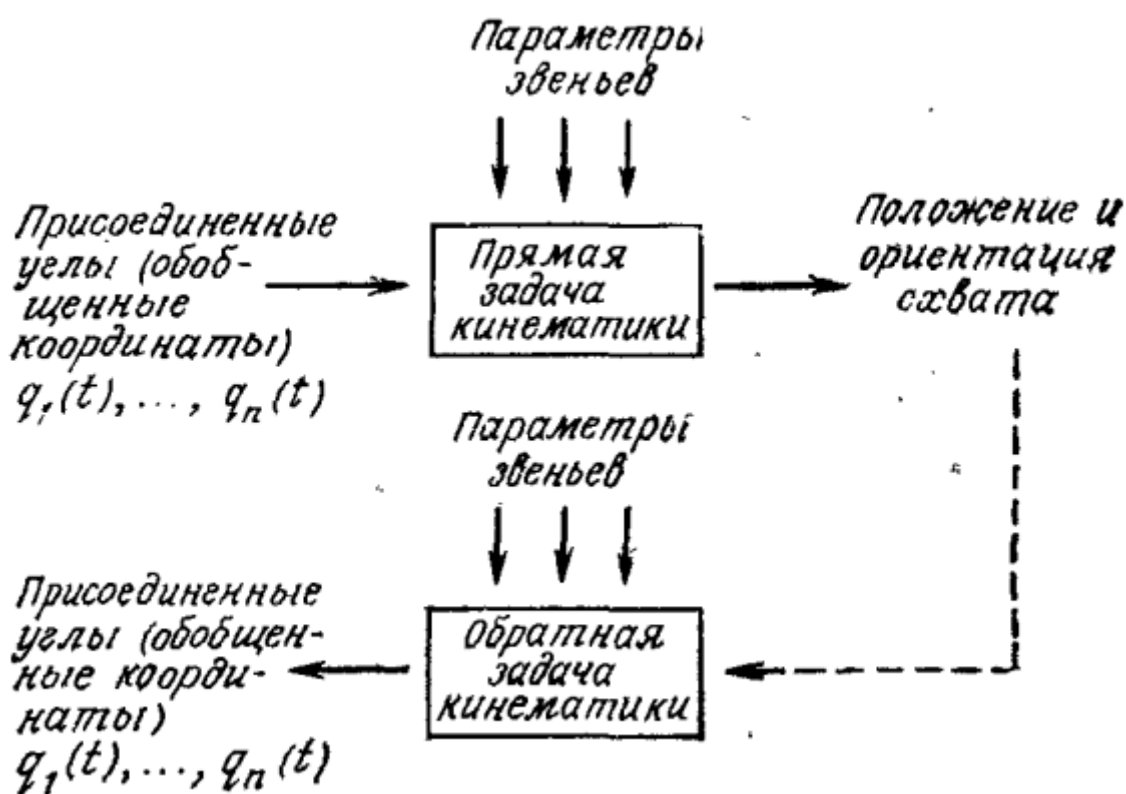 Параметры
звеньев
Присоединенные
углы (обоб-
щенные
координаты)
q₁(t), ..., qₙ(t)
Прямая
задача
кинематики
Положение и
ориентация
схвата
Параметры
звеньев
Присоединенные
углы (обобщен-
ные коорди-
наты)
q₁(t), ..., qₙ(t)
Обратная
задача
кинематики